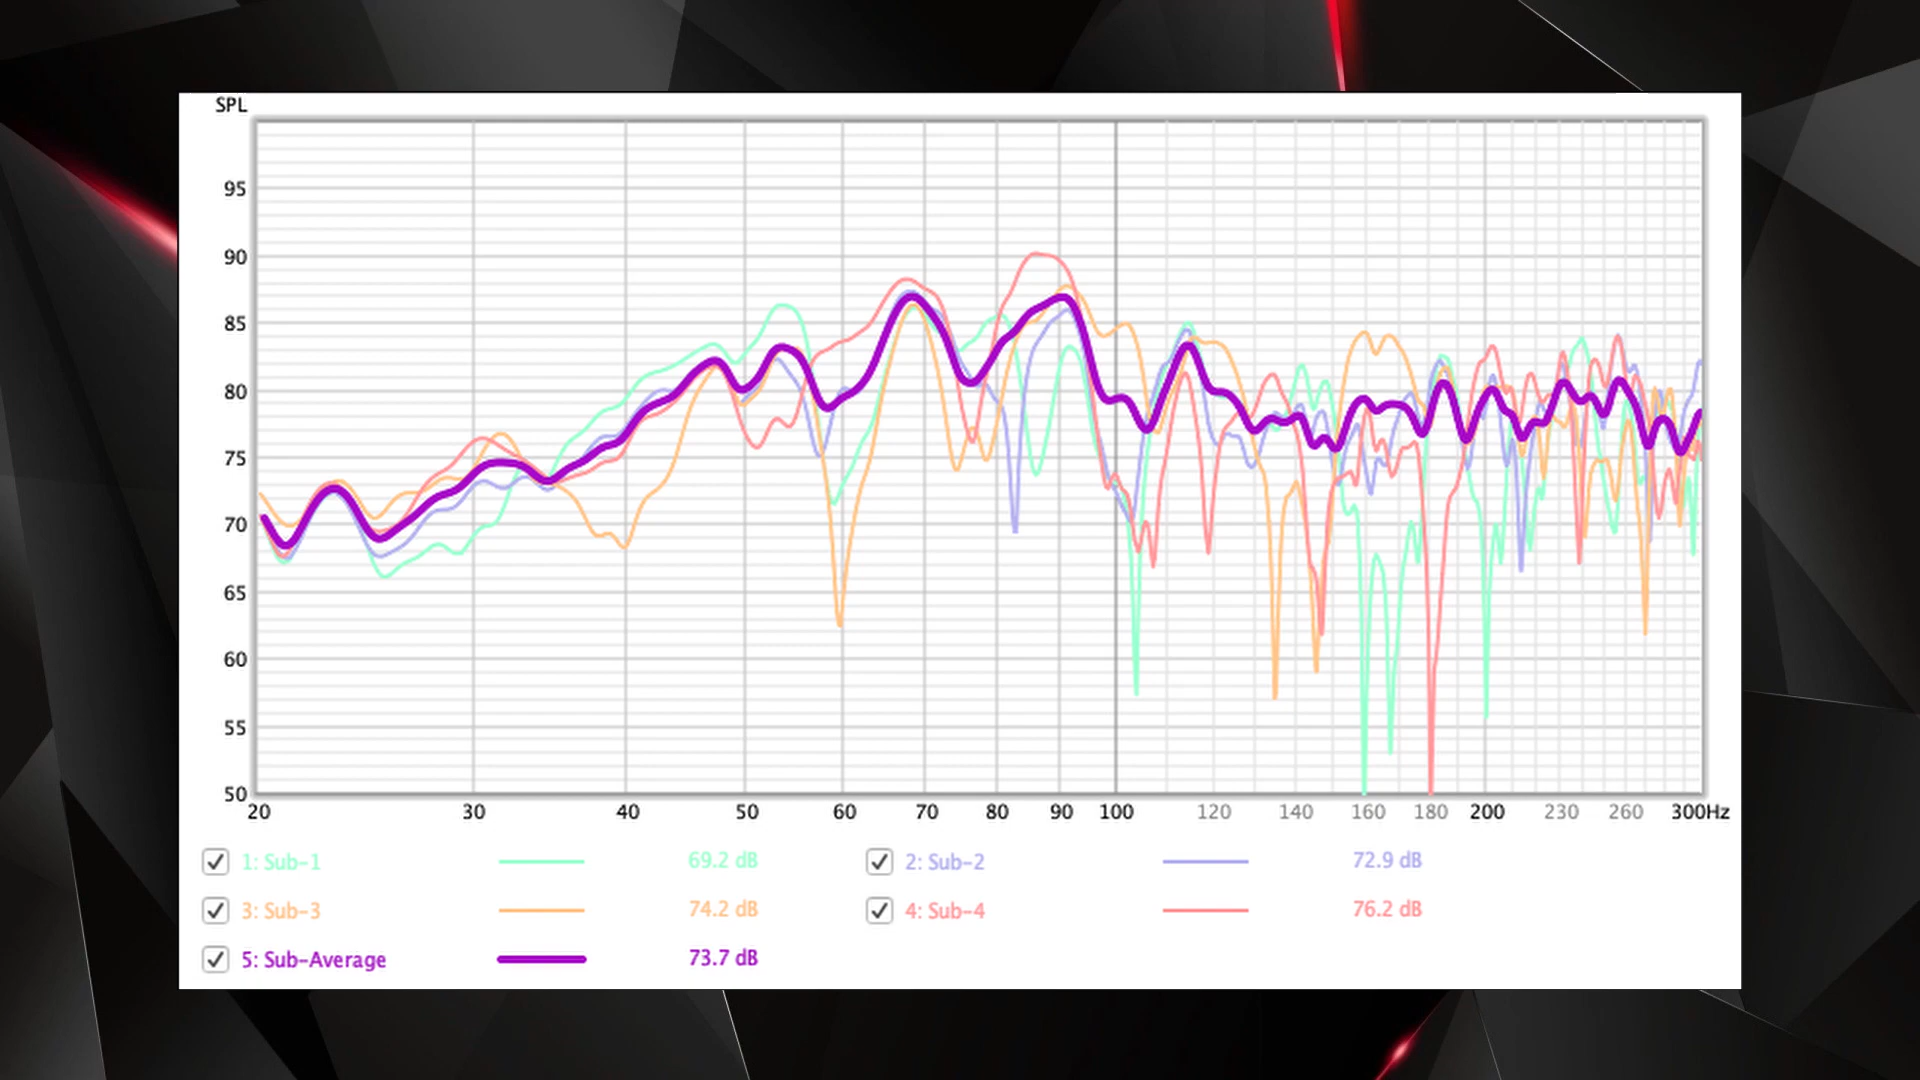 SPL
95
90
85
80
75
70
65
60
55
50
20 30 40 50 60 70 80 90 100 120 140 160 180 200 230 260 300Hz
1: Sub-1 69.2 dB 2: Sub-2 72.9 dB
3: Sub-3 74.2 dB 4: Sub-4 76.2 dB
5: Sub-Average 73.7 dB